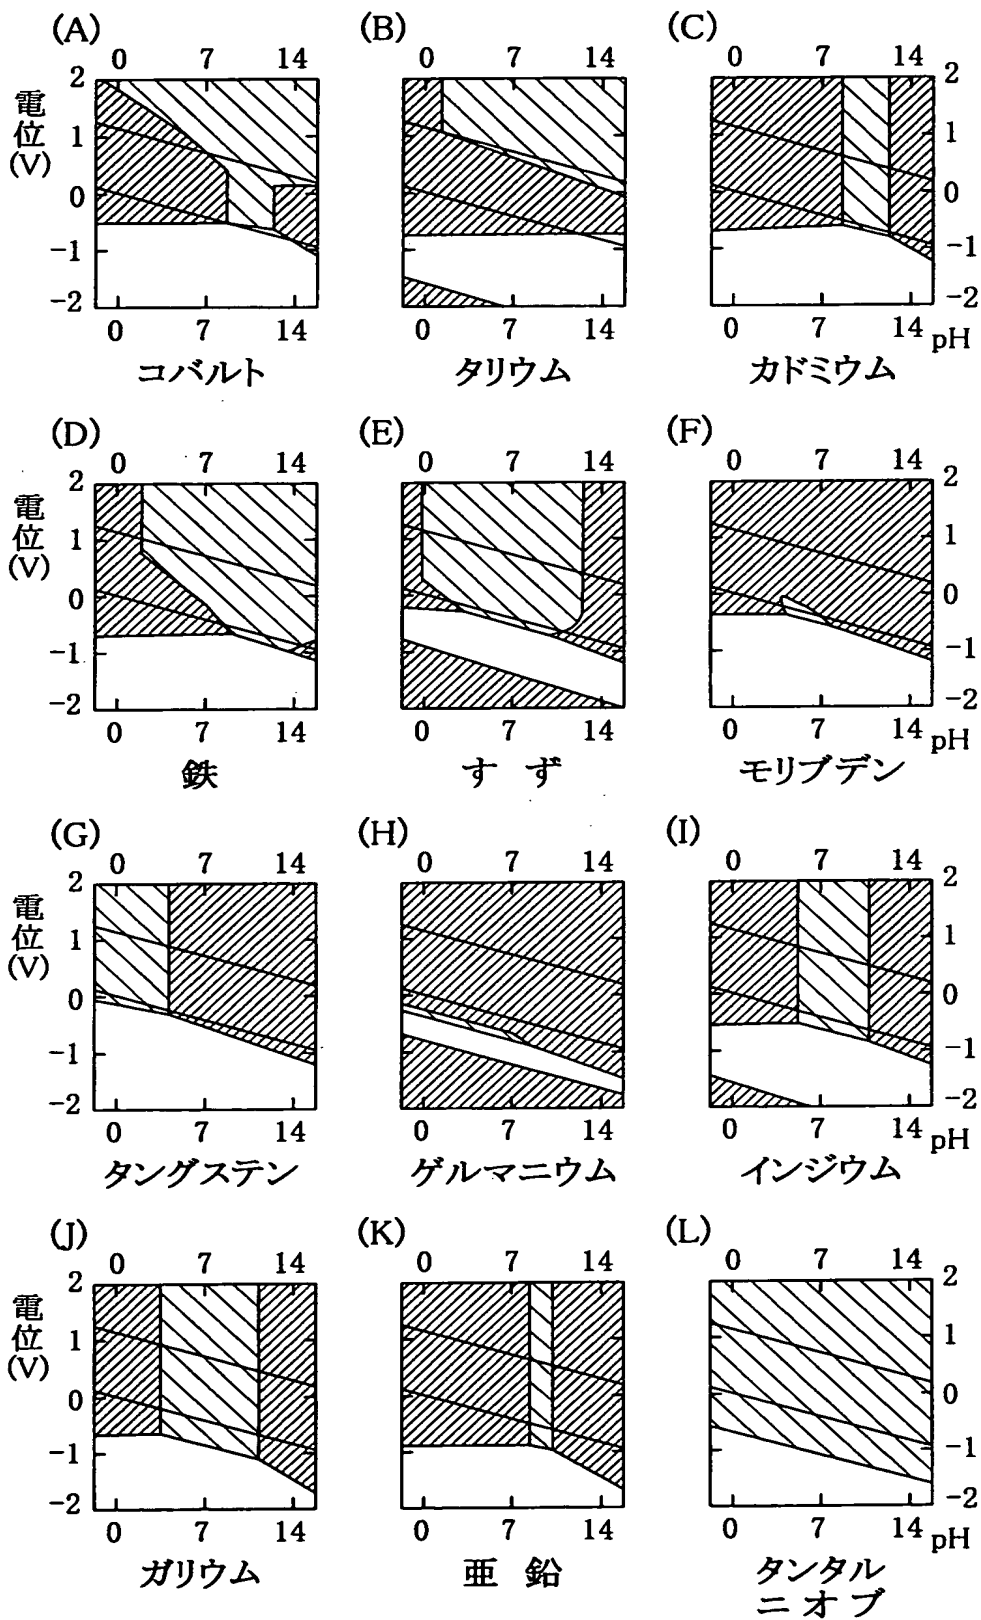 (A) (B) (C)
0 7 14 0 7 14 0 7 14
電位(V) 2 1 0 -1 -2
2 1 0 -1 -2
0 7 14 0 7 14 0 7 14 pH
コバルト タリウム カドミウム
(D) (E) (F)
0 7 14 0 7 14 0 7 14
電位(V) 2 1 0 -1 -2
2 1 0 -1 -2
0 7 14 0 7 14 0 7 14 pH
鉄 すず モリブデン
(G) (H) (I)
0 7 14 0 7 14 0 7 14
電位(V) 2 1 0 -1 -2
2 1 0 -1 -2
0 7 14 0 7 14 0 7 14 pH
タングステン ゲルマニウム インジウム
(J) (K) (L)
0 7 14 0 7 14 0 7 14
電位(V) 2 1 0 -1 -2
2 1 0 -1 -2
0 7 14 0 7 14 0 7 14 pH
ガリウム 亜鉛 タンタル
ニオブ